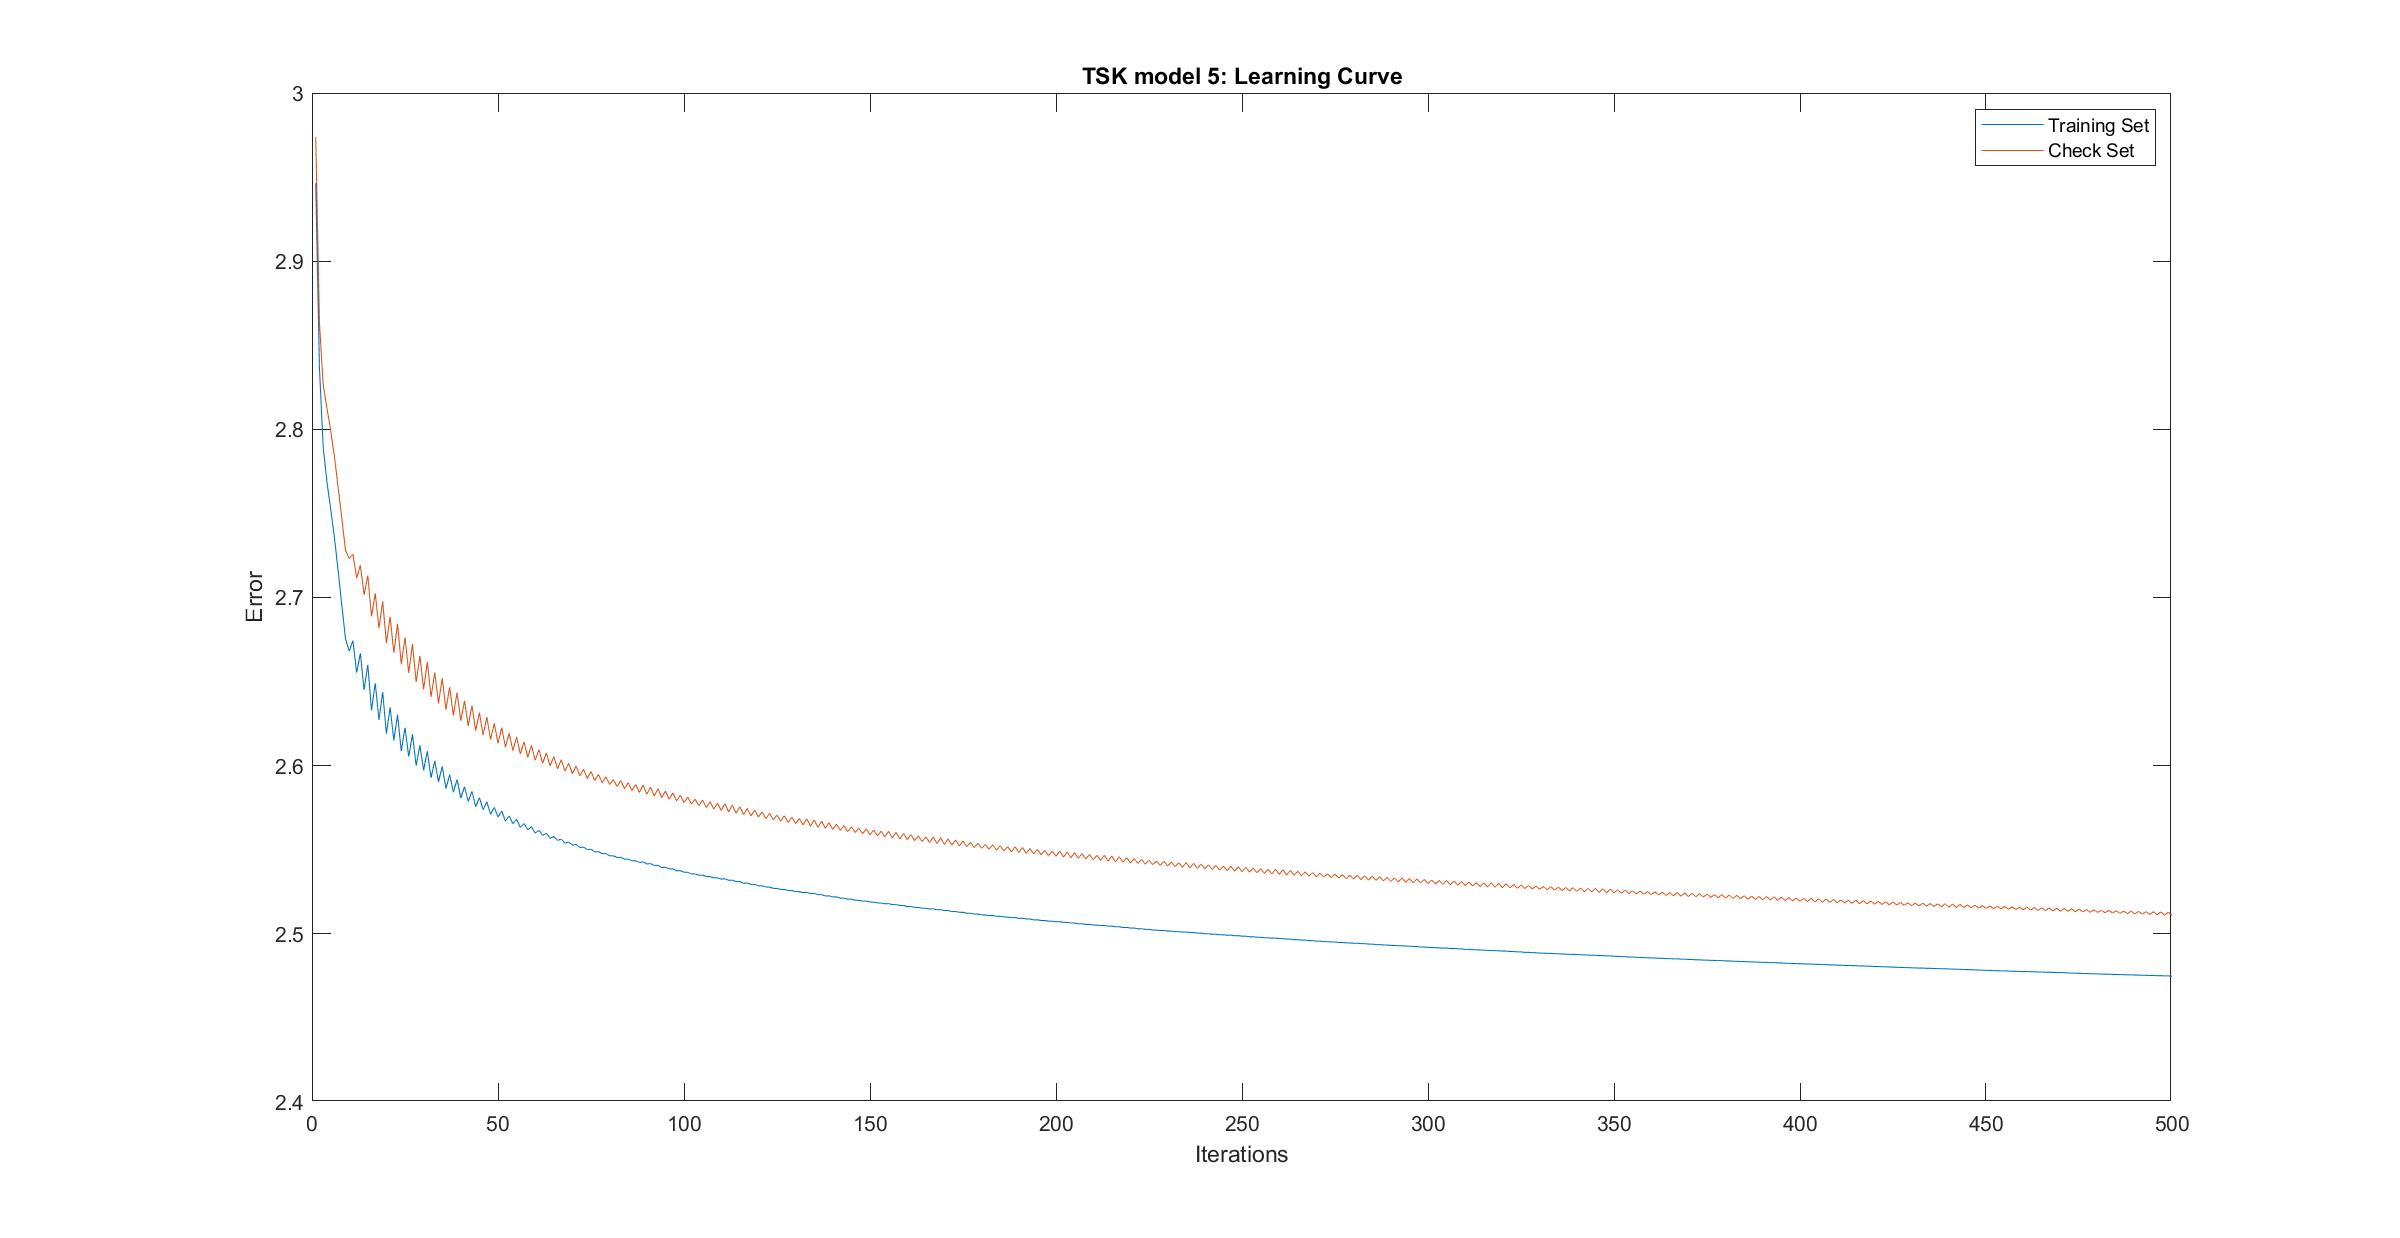 TSK model 5: Learning Curve
Training Set
Check Set
3
2.9
2.8
2.7
2.6
2.5
2.4
Error
0 50 100 150 200 250 300 350 400 450 500
Iterations